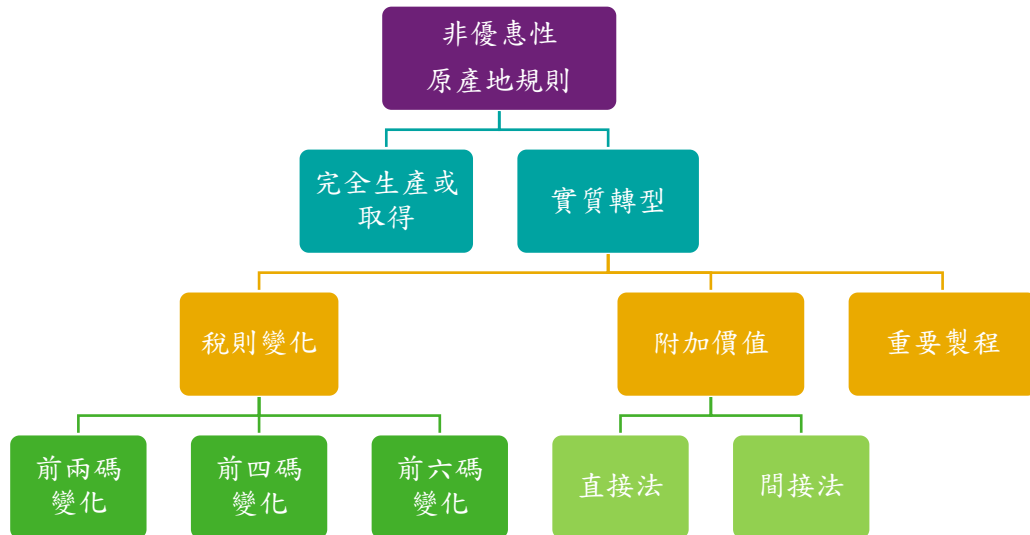 非優惠性
原產地規則
完全生產或
取得
實質轉型
稅則變化
附加價值
重要製程
前兩碼
變化
前四碼
變化
前六碼
變化
直接法
間接法